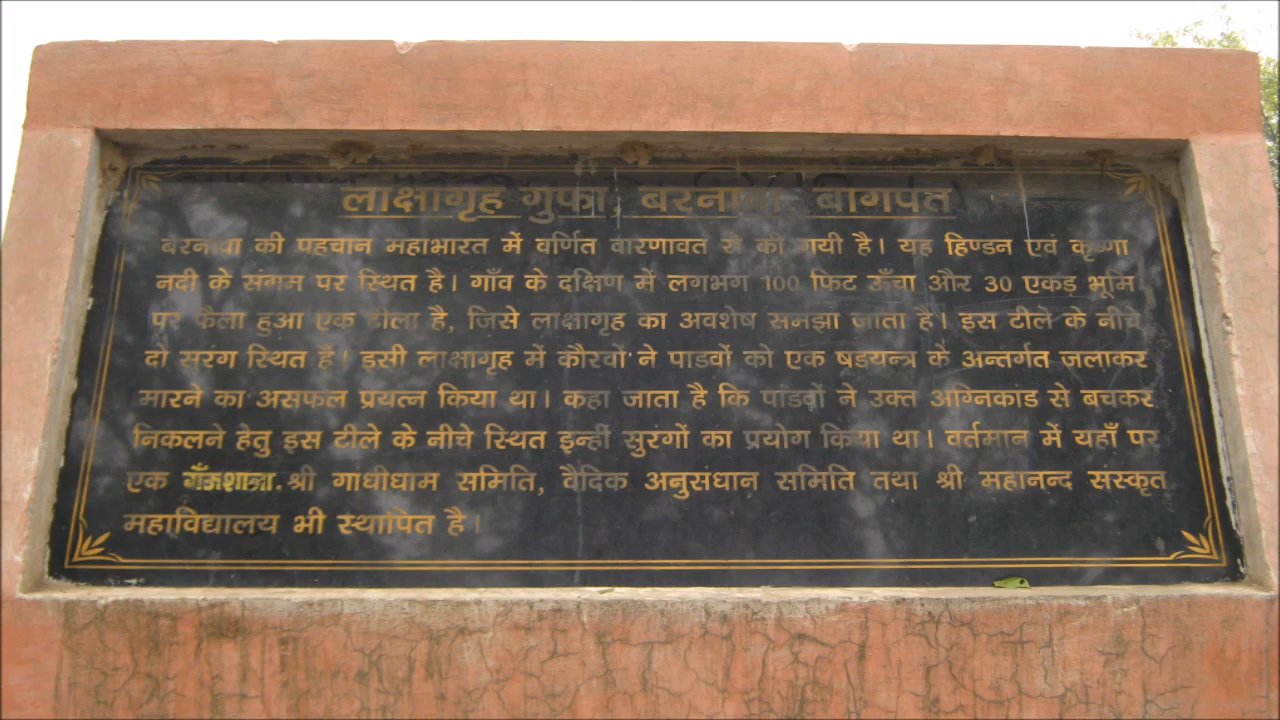 लाक्षागृह गुफा, बरनावा, बागपत
बरनावा की पहचान महाभारत में वर्णित वारणावत से की गयी है। यह हिण्डन एवं कृष्णा
नदी के संगम पर स्थित है। गाँव के दक्षिण में लगभग 100 फिट ऊँचा और 30 एकड़ भूमि
पर फैला हुआ एक टीला है, जिसे लाक्षागृह का अवशेष समझा जाता है। इस टीले के नीचे
दो सुरंग स्थित हैं। इसी लाक्षागृह में कौरवों ने पाडवों को एक षडयन्त्र के अन्तर्गत जलाकर
मारने का असफल प्रयत्न किया था। कहा जाता है कि पांडवों ने उक्त अग्निकाड से बचकर
निकलने हेतु इस टीले के नीचे स्थित इन्हीं सुरंगों का प्रयोग किया था। वर्तमान में यहाँ पर
एक श्री गाधीधाम समिति, वैदिक अनुसधान समिति तथा श्री महानन्द संस्कृत
महाविद्यालय भी स्थापित है।